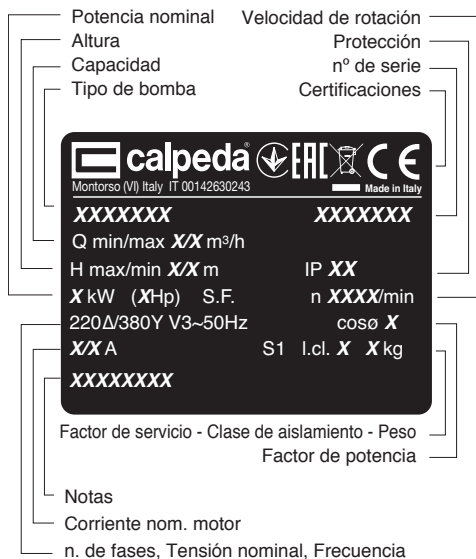 Potencia nominal Velocidad de rotación
Altura Protección
Capacidad nº de serie
Tipo de bomba Certificaciones
calpeda EAC CE
Montorso (VI) Italy IT 00142630243 Made in Italy
XXXXXXX XXXXXXX
Q min/max X/X m³/h
H max/min X/X m IP XX
X kW (XHp) S.F. n XXXX/min
220Δ/380Y V3~50Hz cosø X
X/X A S1 I.cl. X X kg
XXXXXXXX
Factor de servicio - Clase de aislamiento - Peso
Factor de potencia
Notas
Corriente nom. motor
n. de fases, Tensión nominal, Frecuencia